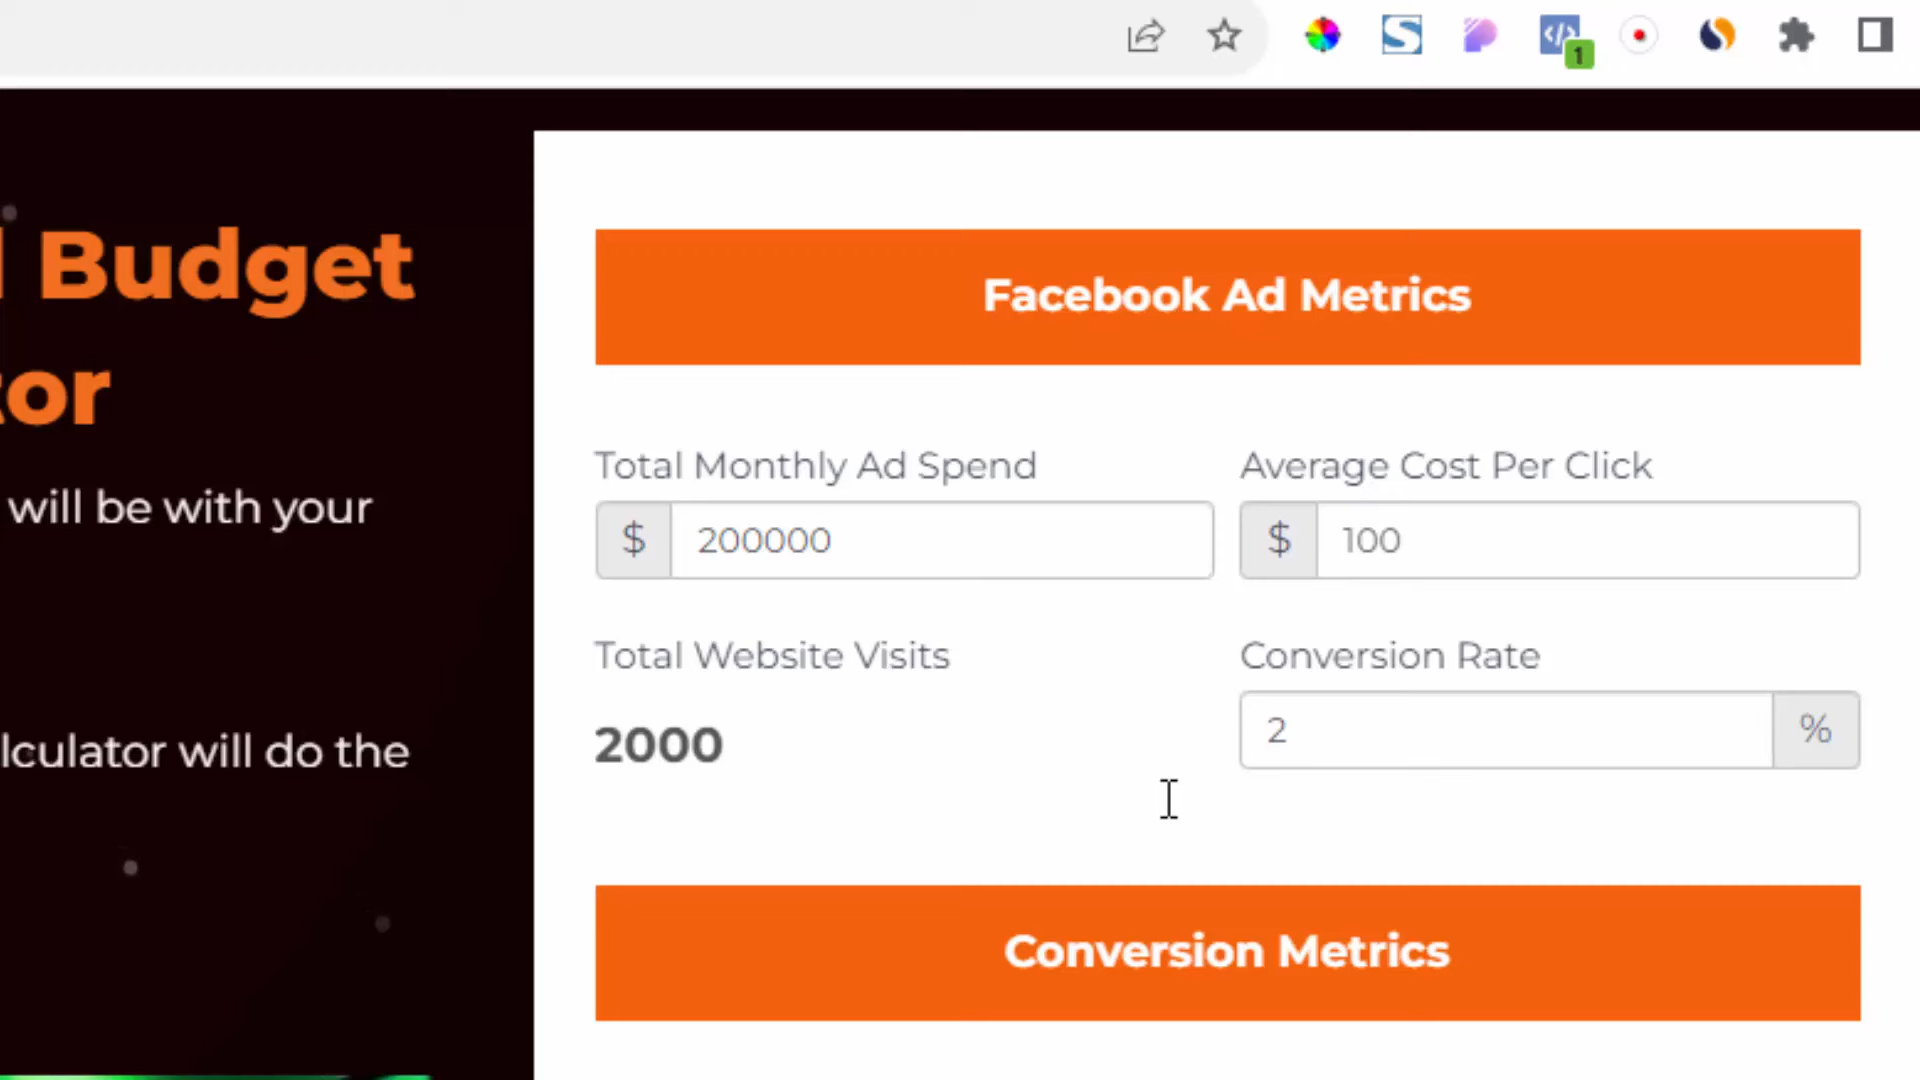 1
Budget
tor
will be with your
lculator will do the
Facebook Ad Metrics
Total Monthly Ad Spend
$ 200000
Average Cost Per Click
$ 100
Total Website Visits
2000
Conversion Rate
2 %
Conversion Metrics